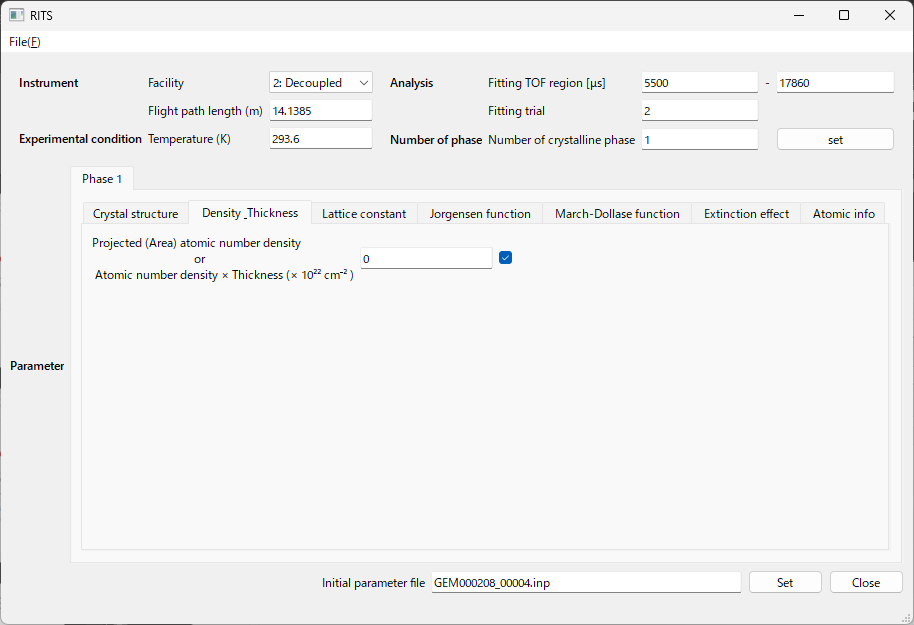 RITS
File(F)
Instrument Facility 2: Decoupled Analysis Fitting TOF region [μs] 5500 - 17860
Flight path length (m) 14.1385 Fitting trial 2
Experimental condition Temperature (K) 293.6 Number of phase Number of crystalline phase 1 set
Phase 1
Crystal structure Density_Thickness Lattice constant Jorgensen function March-Dollase function Extinction effect Atomic info
Projected (Area) atomic number density
or
0
Atomic number density × Thickness (× 10²² cm⁻² )
Parameter
Initial parameter file GEM000208_00004.inp Set Close